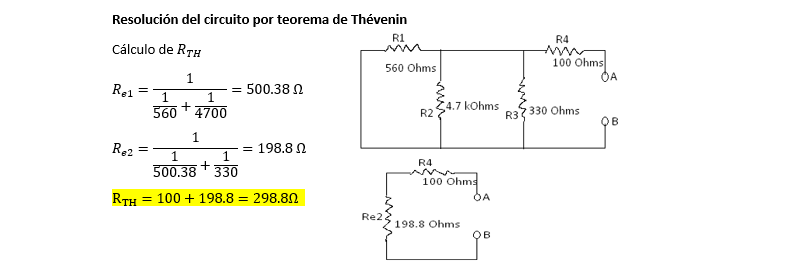 Resolución del circuito por teorema de Thévenin
Cálculo de R_TH
R_e1 = 1 / (1/560 + 1/4700) = 500.38 Ω
R_e2 = 1 / (1/500.38 + 1/330) = 198.8 Ω
R_TH = 100 + 198.8 = 298.8Ω
R1
560 Ohms
R2
4.7 kOhms
R3
330 Ohms
R4
100 Ohms
A
B
R4
100 Ohms
A
Re2
198.8 Ohms
B